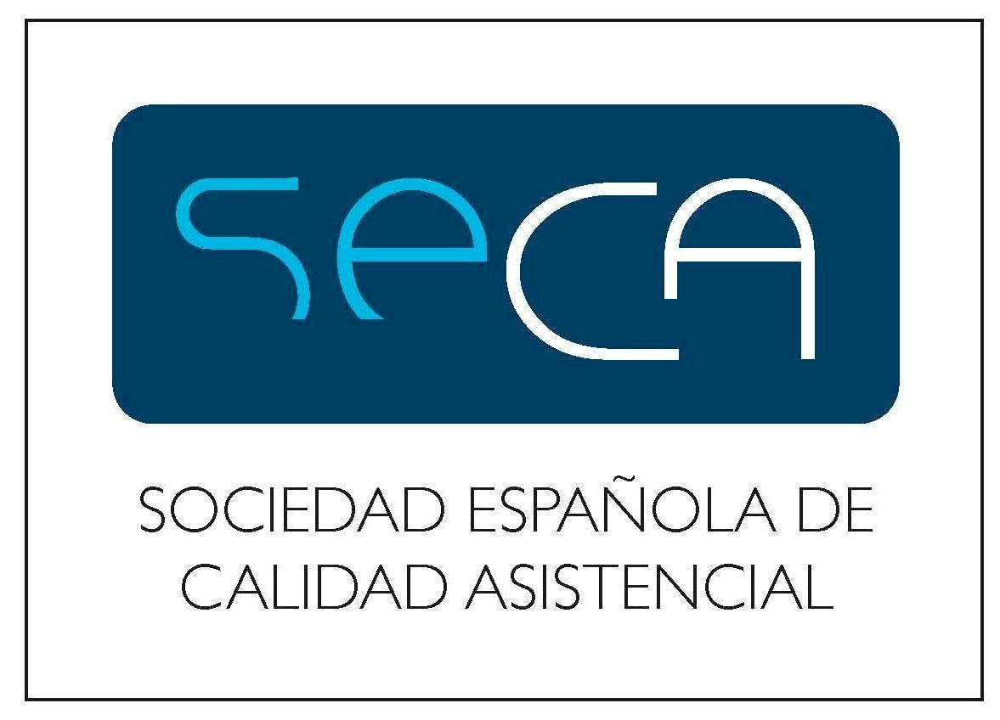 seCA
SOCIEDAD ESPAÑOLA DE
CALIDAD ASISTENCIAL